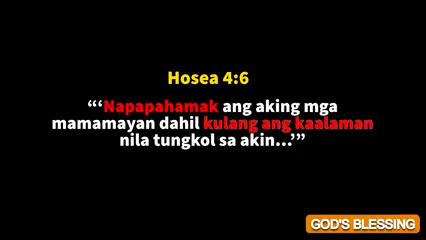 Hosea 4:6
“‘Napapahamak ang aking mga
mamamayan dahil kulang ang kaalaman
nila tungkol sa akin...’”
GOD'S BLESSING